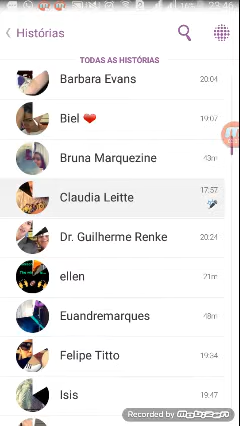 23:46
Histórias
TODAS AS HISTÓRIAS
Barbara Evans 20:04
Biel ❤ 19:07
Bruna Marquezine 43m
Claudia Leitte 17:57
Dr. Guilherme Renke 20:24
ellen 21m
Euandremarques 48m
Felipe Titto 19:34
Isis 19:47
Recorded by Mobizen